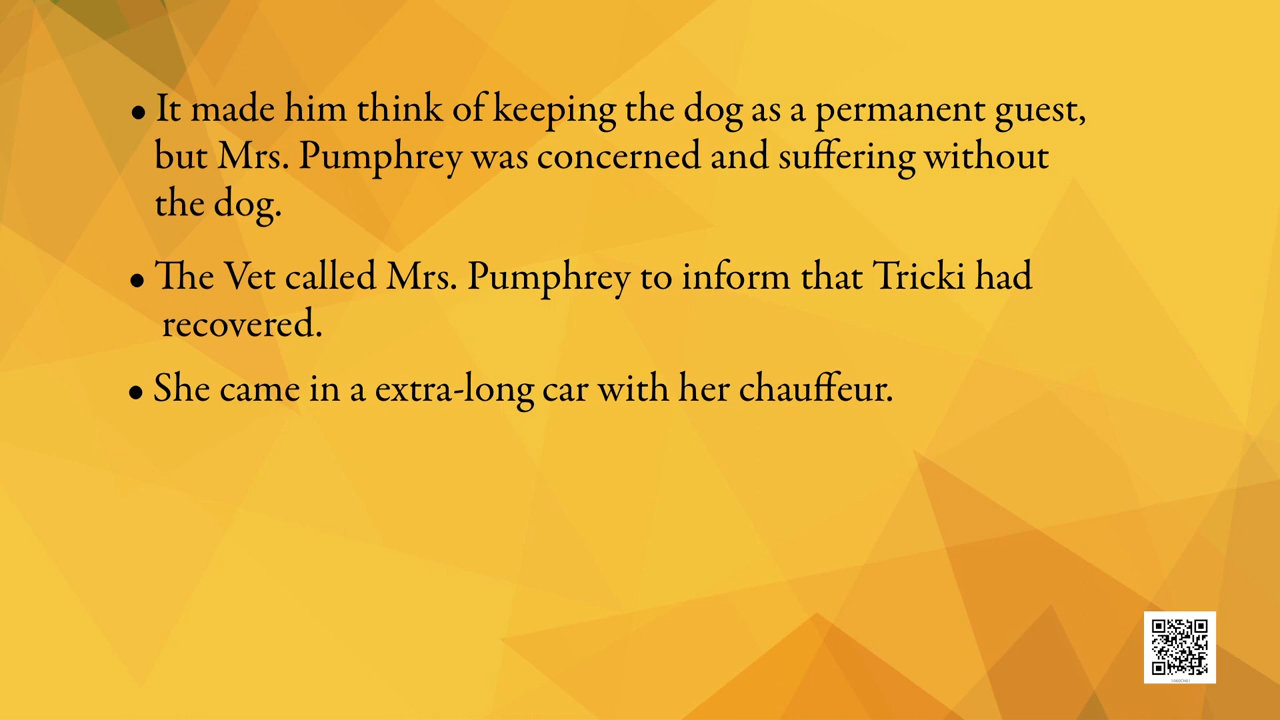 • It made him think of keeping the dog as a permanent guest,
but Mrs. Pumphrey was concerned and suffering without
the dog.
• The Vet called Mrs. Pumphrey to inform that Tricki had
recovered.
• She came in a extra-long car with her chauffeur.